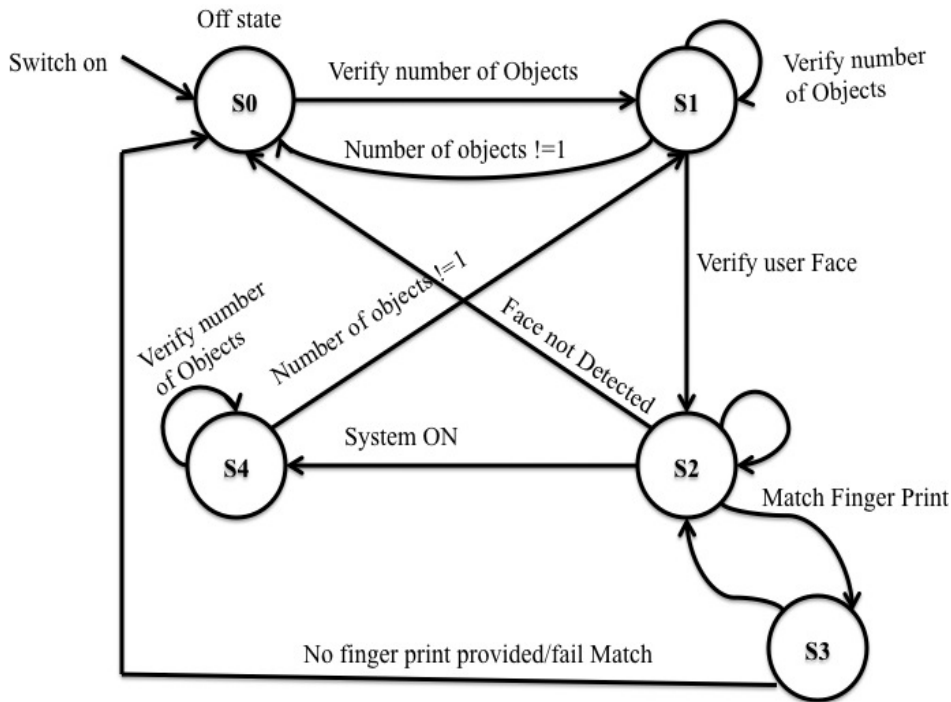 Off state
Switch on
S0
Verify number of Objects
S1
Verify number
of Objects
Number of objects !=1
Verify user Face
Number of objects !=1
Face not Detected
Verify number
of Objects
S4
System ON
S2
Match Finger Print
S3
No finger print provided/fail Match